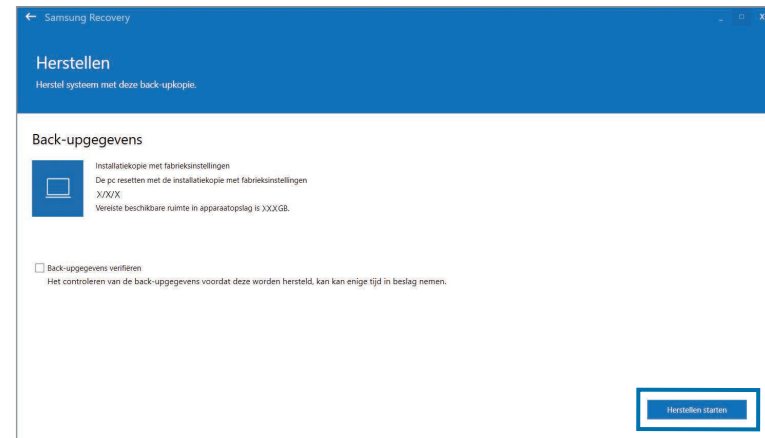 ← Samsung Recovery
_ □ X
Herstellen
Herstel systeem met deze back-upkopie.
Back-upgegevens
Installatiekopie met fabrieksinstellingen
De pc resetten met de installatiekopie met fabrieksinstellingen
X/X/X
Vereiste beschikbare ruimte in apparaatopslag is XXXGB.
Back-upgegevens verifiëren
Het controleren van de back-upgegevens voordat deze worden hersteld, kan kan enige tijd in beslag nemen.
Herstellen starten